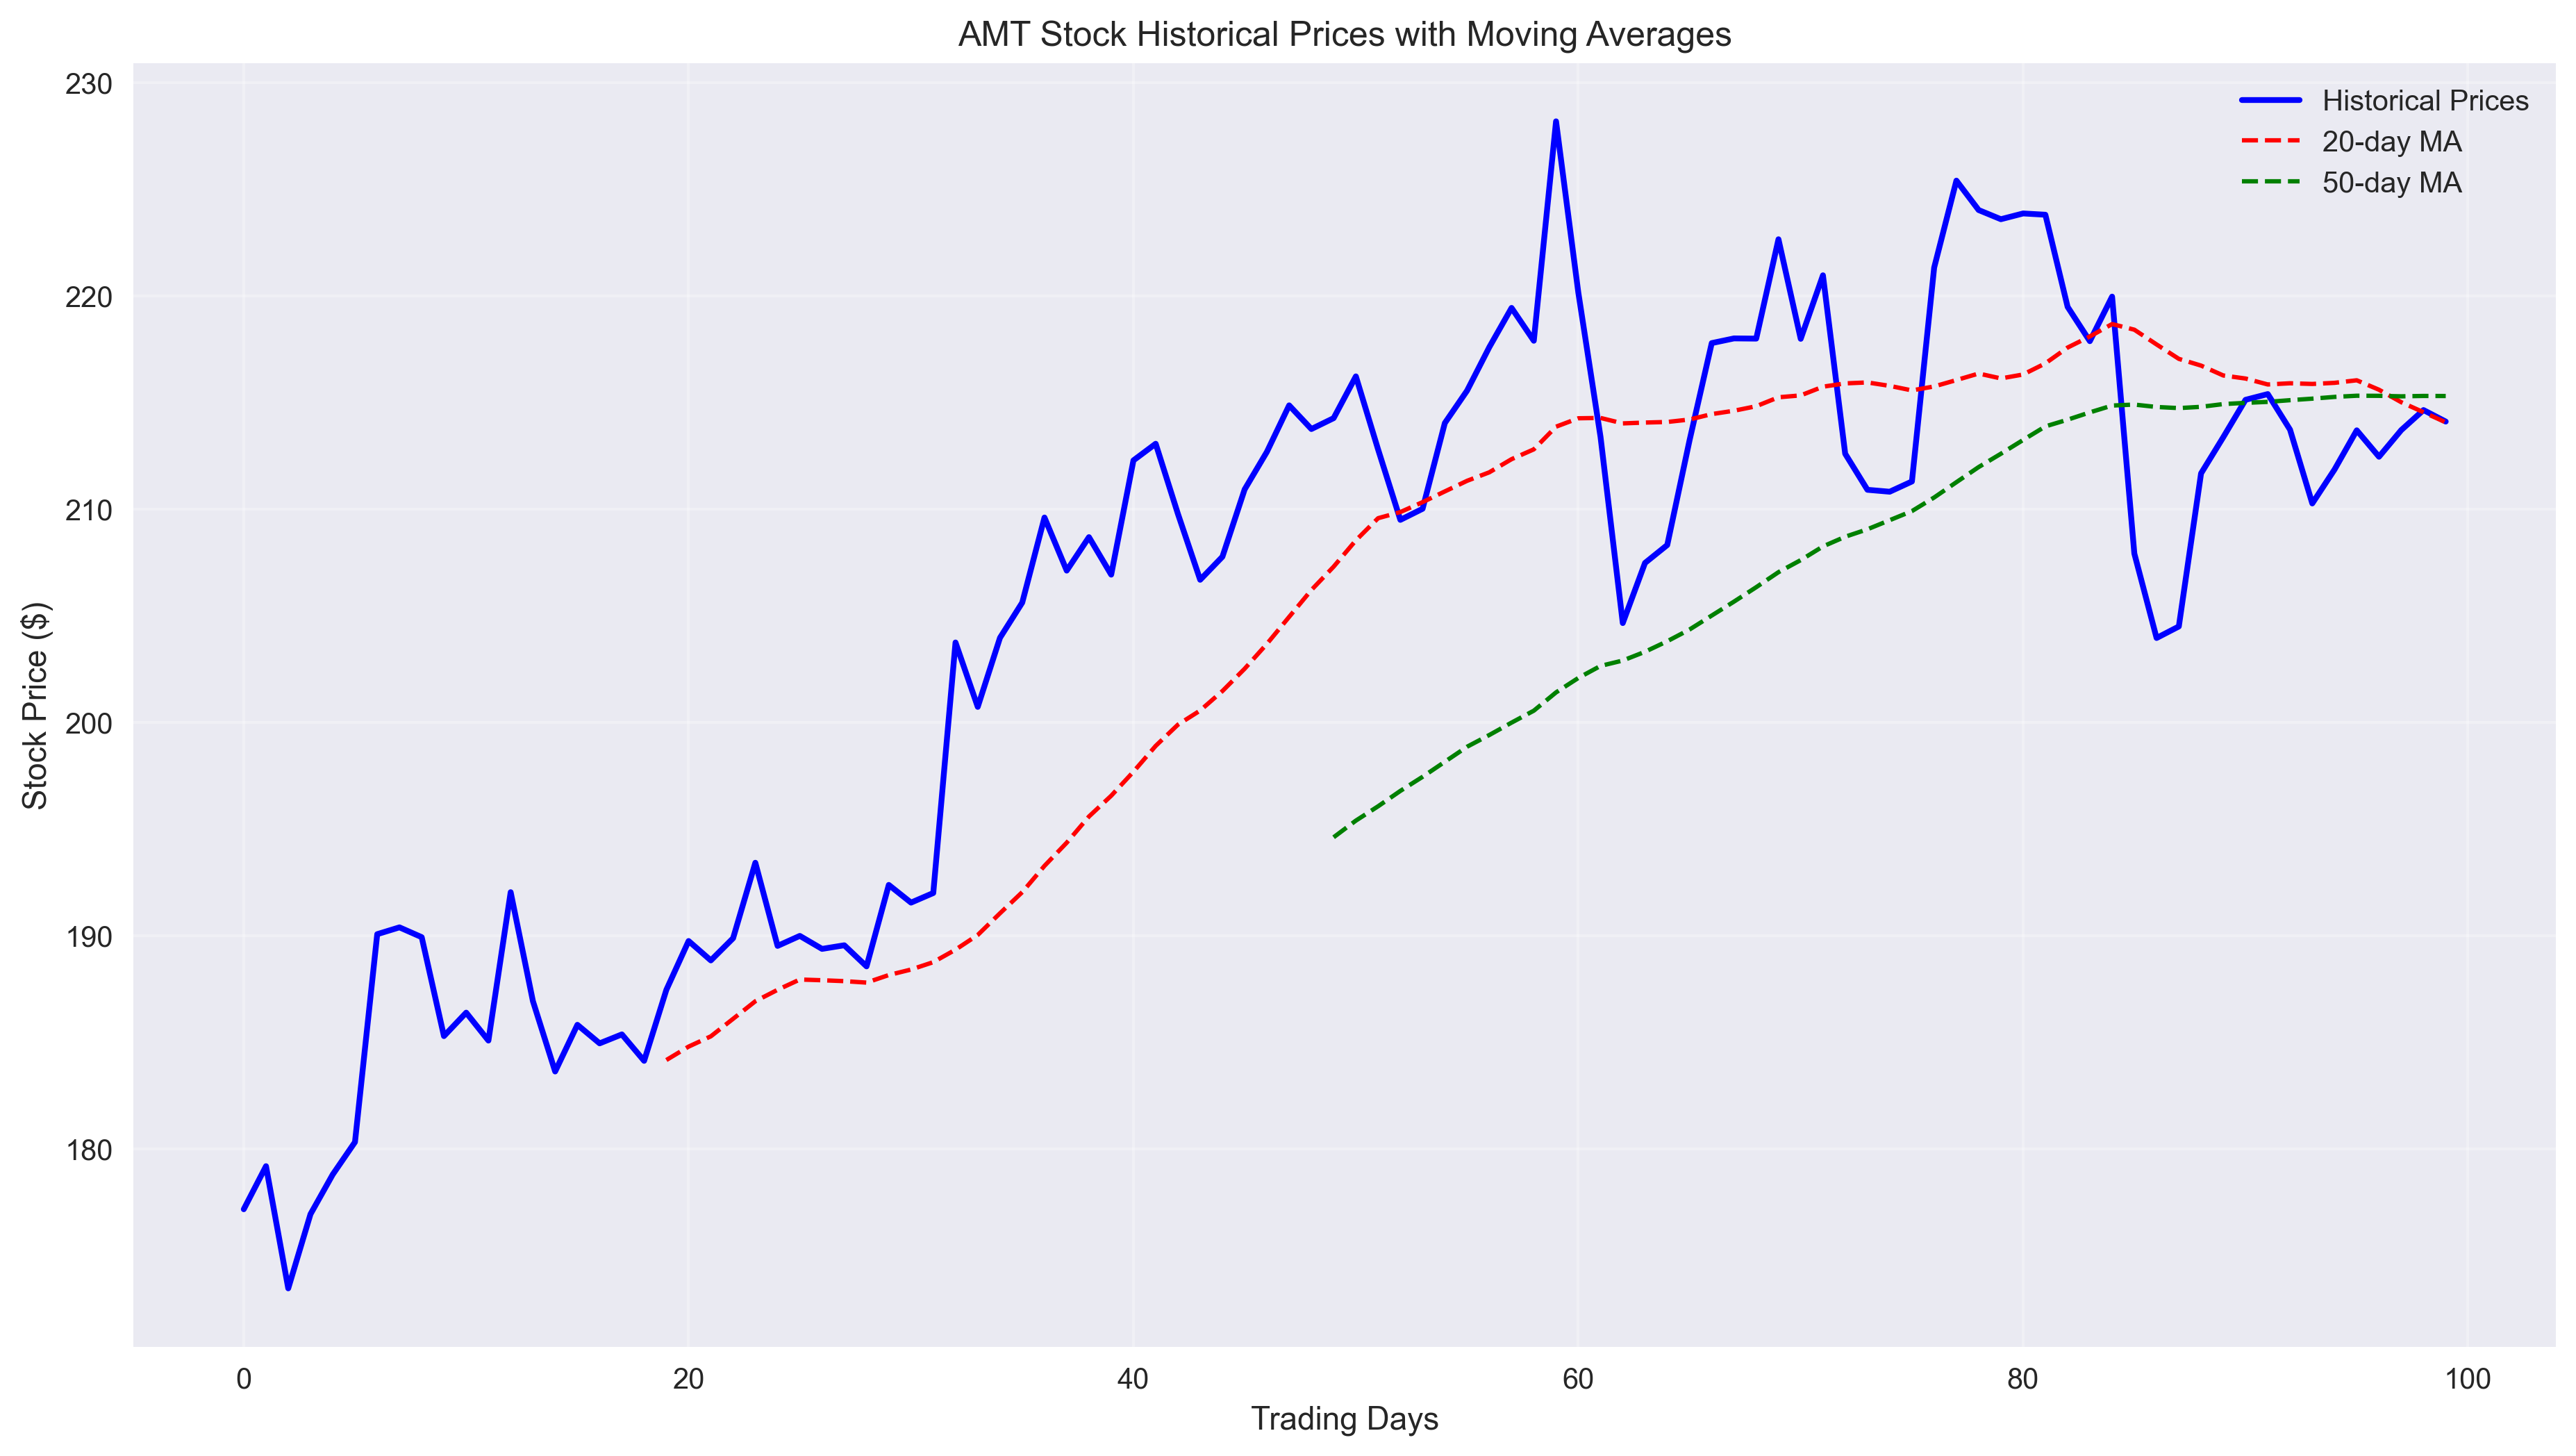 AMT Stock Historical Prices with Moving Averages
Historical Prices
20-day MA
50-day MA
Stock Price ($)
230
220
210
200
190
180
0
20
40
60
80
100
Trading Days